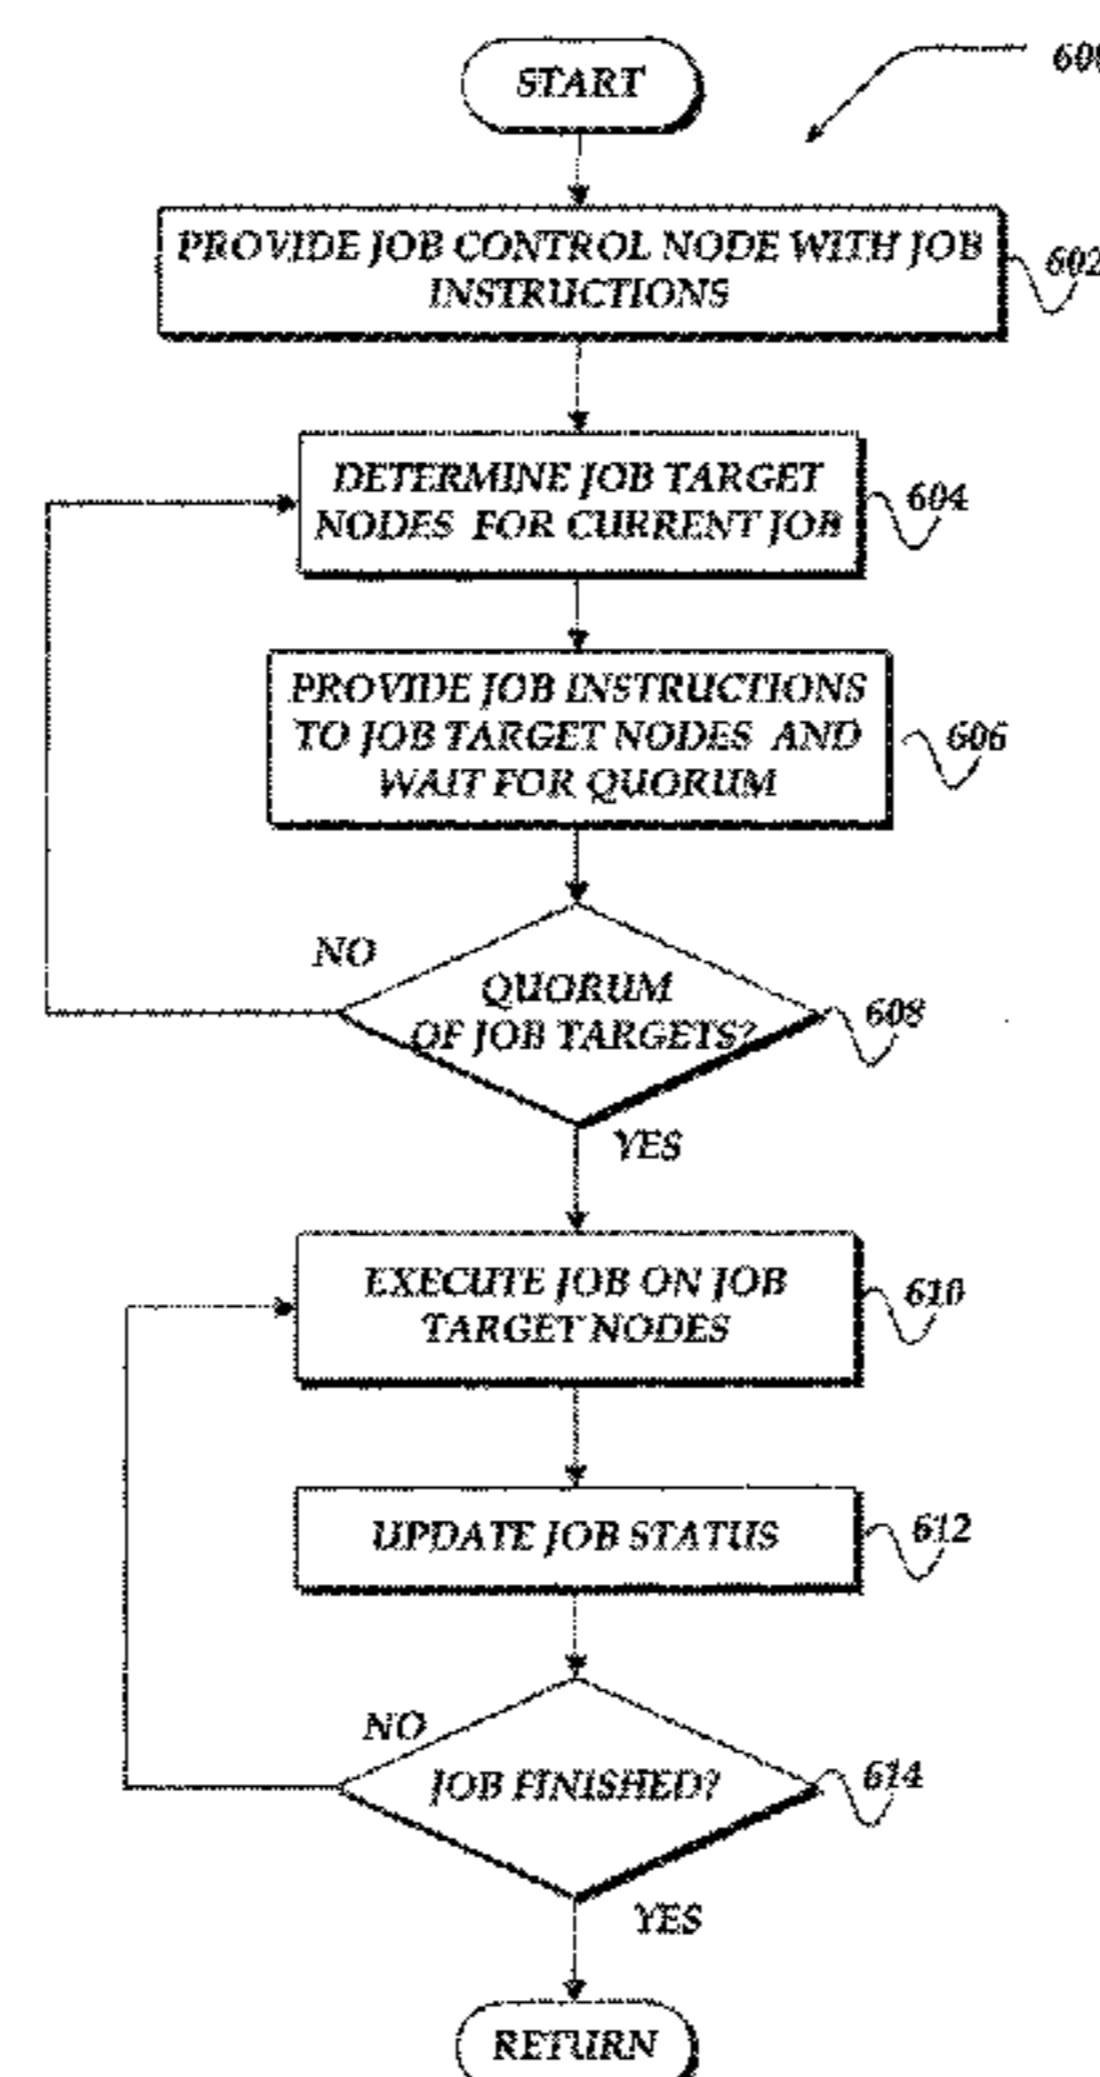 START
600
PROVIDE JOB CONTROL NODE WITH JOB
INSTRUCTIONS
602
DETERMINE JOB TARGET
NODES FOR CURRENT JOB
604
PROVIDE JOB INSTRUCTIONS
TO JOB TARGET NODES AND
WAIT FOR QUORUM
606
NO
QUORUM
OF JOB TARGETS?
608
YES
EXECUTE JOB ON JOB
TARGET NODES
610
UPDATE JOB STATUS
612
NO
JOB FINISHED?
614
YES
RETURN